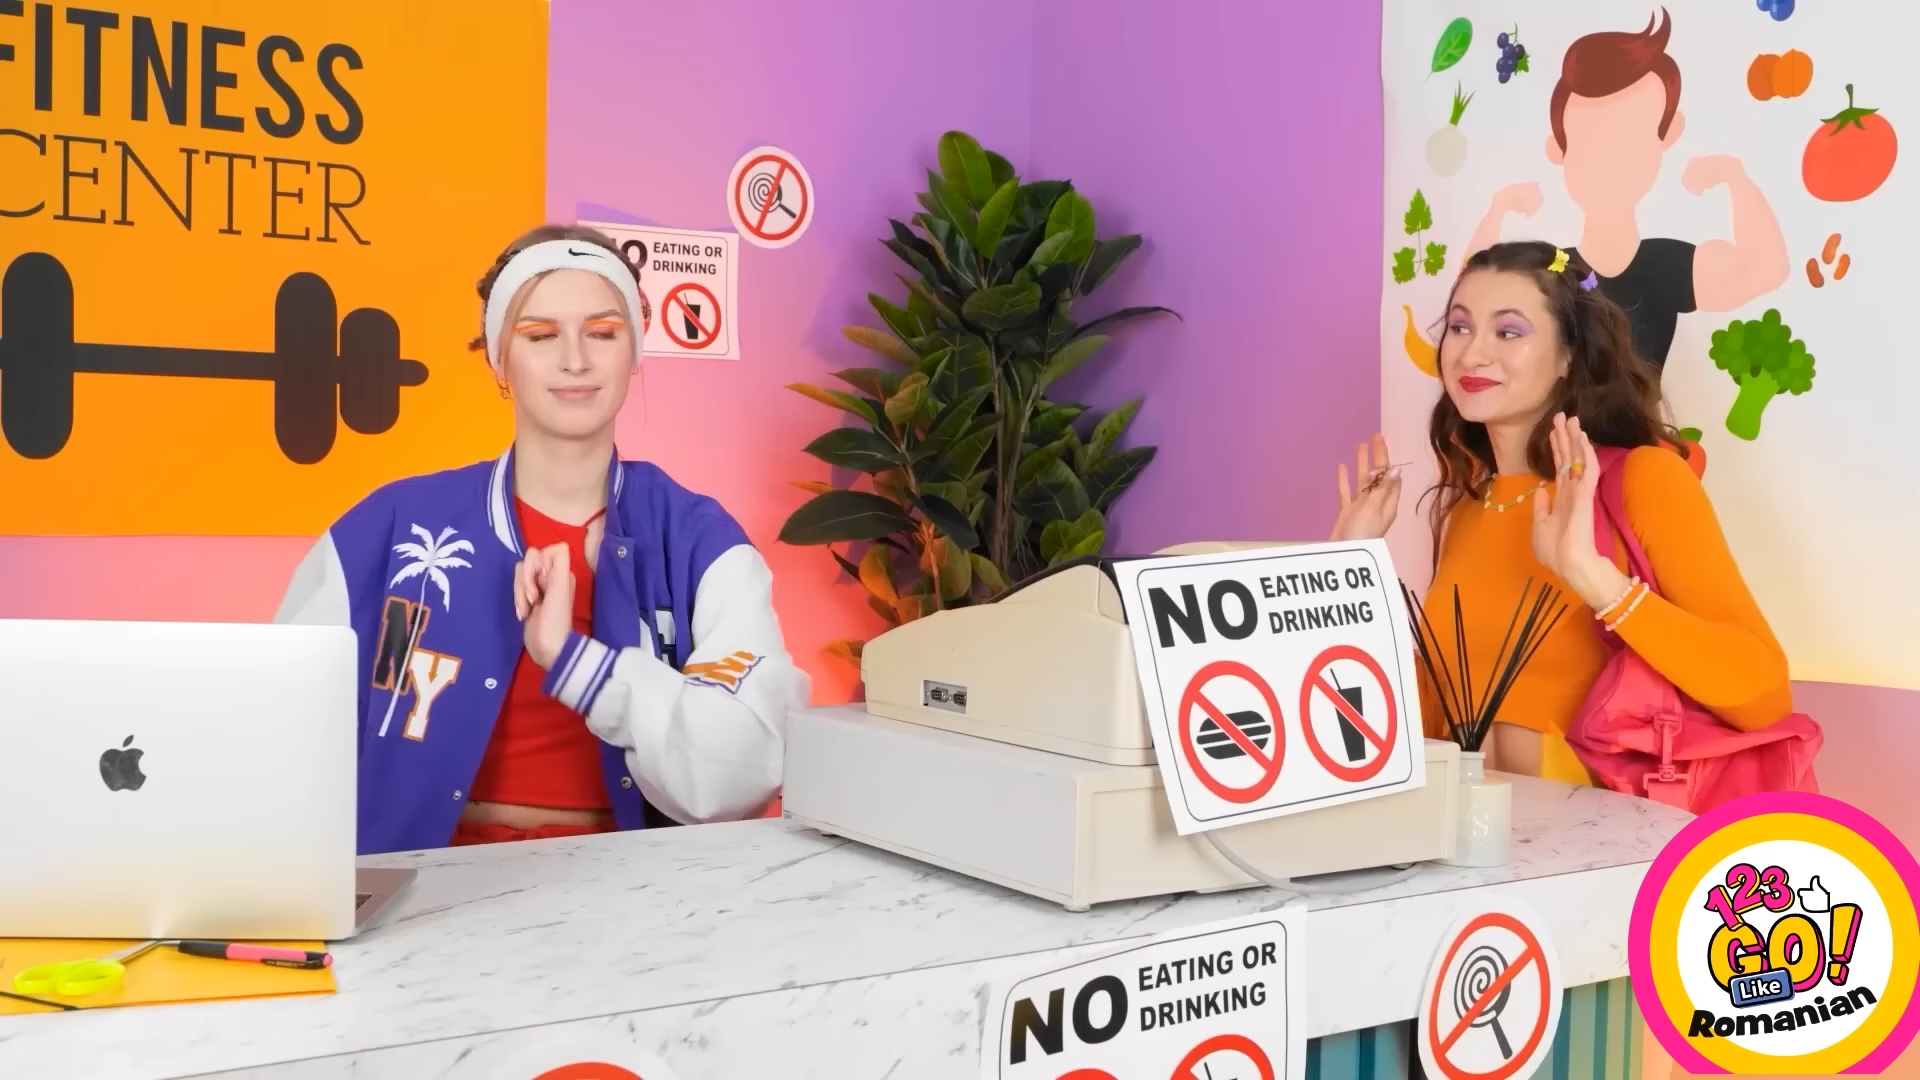 FITNESS
CENTER
NO EATING OR
DRINKING
NO EATING OR
DRINKING
NO EATING OR
DRINKING
NY
S
123
GO!
Like
Romanian